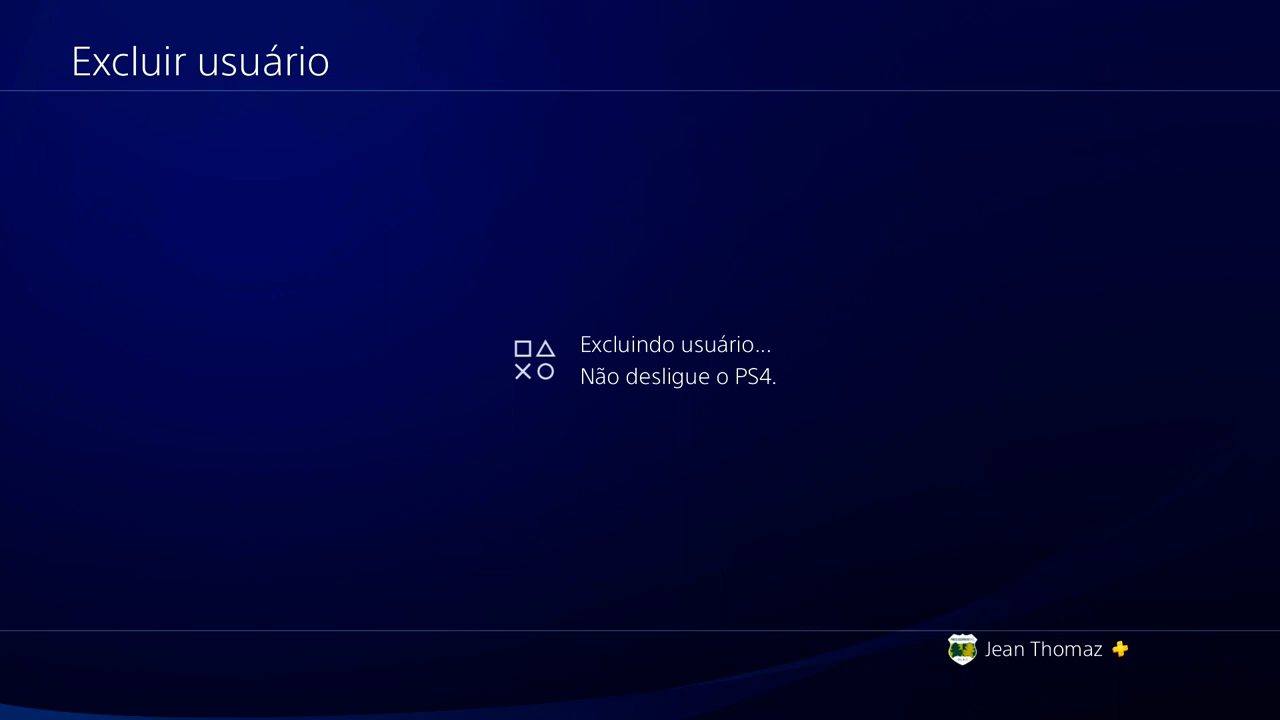 Excluir usuário
Excluindo usuário...
Não desligue o PS4.
Jean Thomaz